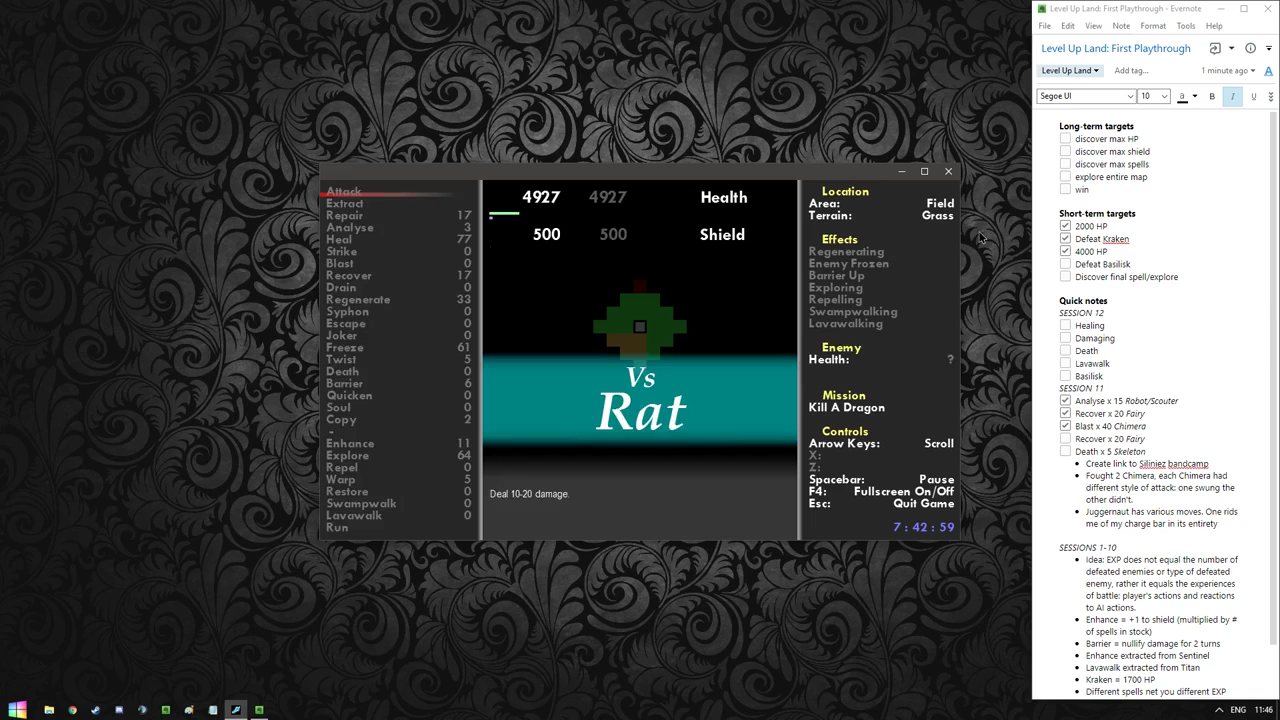 Attack
Extract
Repair 17
Analyse 3
Heal 77
Strike 0
Blast 0
Recover 17
Drain 0
Regenerate 33
Syphon 0
Escape 0
Joker 0
Freeze 61
Twist 5
Death 0
Barrier 6
Quicken 0
Soul 0
Copy 2
-
Enhance 11
Explore 64
Repel 0
Warp 5
Restore 0
Swampwalk 0
Lavawalk 0
Run
4927 4927 Health
500 500 Shield
Vs
Rat
Deal 10-20 damage.
Location
Area: Field
Terrain: Grass
Effects
Regenerating
Enemy Frozen
Barrier Up
Exploring
Repelling
Swampwalking
Lavawalking
Enemy
Health: ?
Mission
Kill A Dragon
Controls
Arrow Keys: Scroll
X:
Z:
Spacebar: Pause
F4: Fullscreen On/Off
Esc: Quit Game
7 : 42 : 59
Level Up Land: First Playthrough - Evernote
File Edit View Note Format Tools Help
Level Up Land: First Playthrough
Level Up Land Add tag... 1 minute ago A
Segoe UI 10 a B I U
Long-term targets
discover max HP
discover max shield
discover max spells
explore entire map
win
Short-term targets
2000 HP
Defeat Kraken
4000 HP
Defeat Basilisk
Discover final spell/explore
Quick notes
SESSION 12
Healing
Damaging
Death
Lavawalk
Basilisk
SESSION 11
Analyse x 15 Robot/Scouter
Recover x 20 Fairy
Blast x 40 Chimera
Recover x 20 Fairy
Death x 5 Skeleton
• Create link to Siliniez bandcamp
• Fought 2 Chimera, each Chimera had
different style of attack: one swung the
other didn't.
• Juggernaut has various moves. One rids
me of my charge bar in its entirety
SESSIONS 1-10
• Idea: EXP does not equal the number of
defeated enemies or type of defeated
enemy, rather it equals the experiences
of battle: player's actions and reactions
to AI actions.
• Enhance = +1 to shield (multiplied by #
of spells in stock)
• Barrier = nullify damage for 2 turns
• Enhance extracted from Sentinel
• Lavawalk extracted from Titan
• Kraken = 1700 HP
• Different spells net you different EXP
ENG 11:46